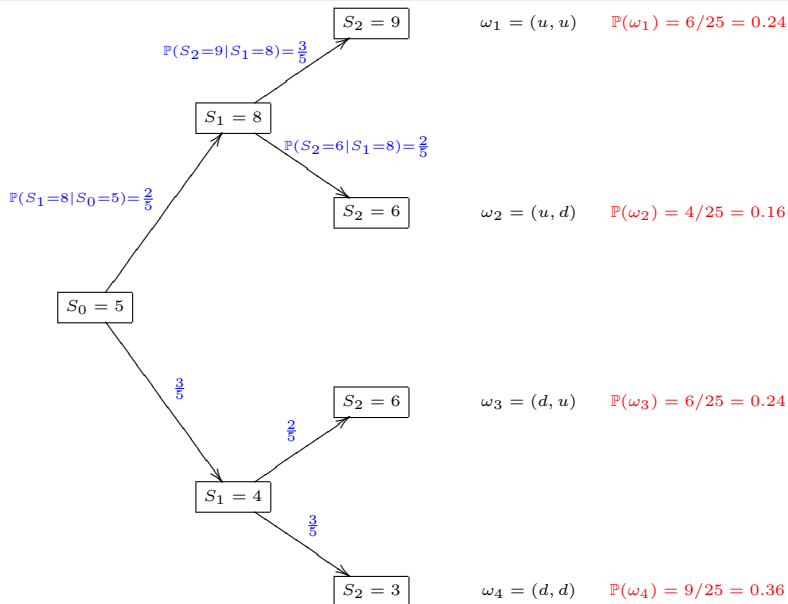 S₂ = 9 ω₁ = (u, u) ℙ(ω₁) = 6/25 = 0.24
ℙ(S₂=9|S₁=8)=3/5
S₁ = 8
ℙ(S₂=6|S₁=8)=2/5
ℙ(S₁=8|S₀=5)=2/5
S₂ = 6 ω₂ = (u, d) ℙ(ω₂) = 4/25 = 0.16
S₀ = 5
3/5
S₂ = 6 ω₃ = (d, u) ℙ(ω₃) = 6/25 = 0.24
2/5
S₁ = 4
3/5
S₂ = 3 ω₄ = (d, d) ℙ(ω₄) = 9/25 = 0.36